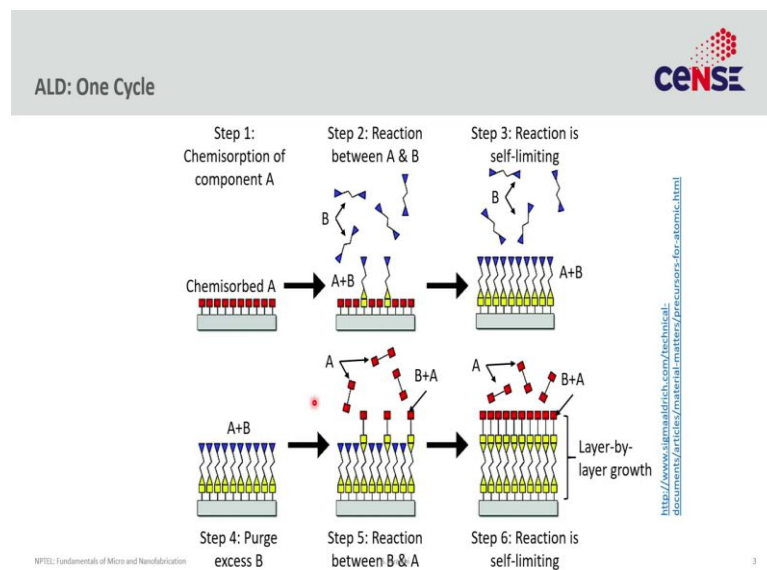 ceNSE
ALD: One Cycle
Step 1:
Chemisorption of
component A
Step 2: Reaction
between A & B
Step 3: Reaction is
self-limiting
B
B
Chemisorbed A
A+B
A+B
A
B+A
A
B+A
A+B
Layer-by-
layer growth
Step 4: Purge
excess B
Step 5: Reaction
between B & A
Step 6: Reaction is
self-limiting
http://www.sigmaaldrich.com/technical-
documents/articles/material-matters/precursors-for-atomic.html
NPTEL: Fundamentals of Micro and Nanofabrication
3